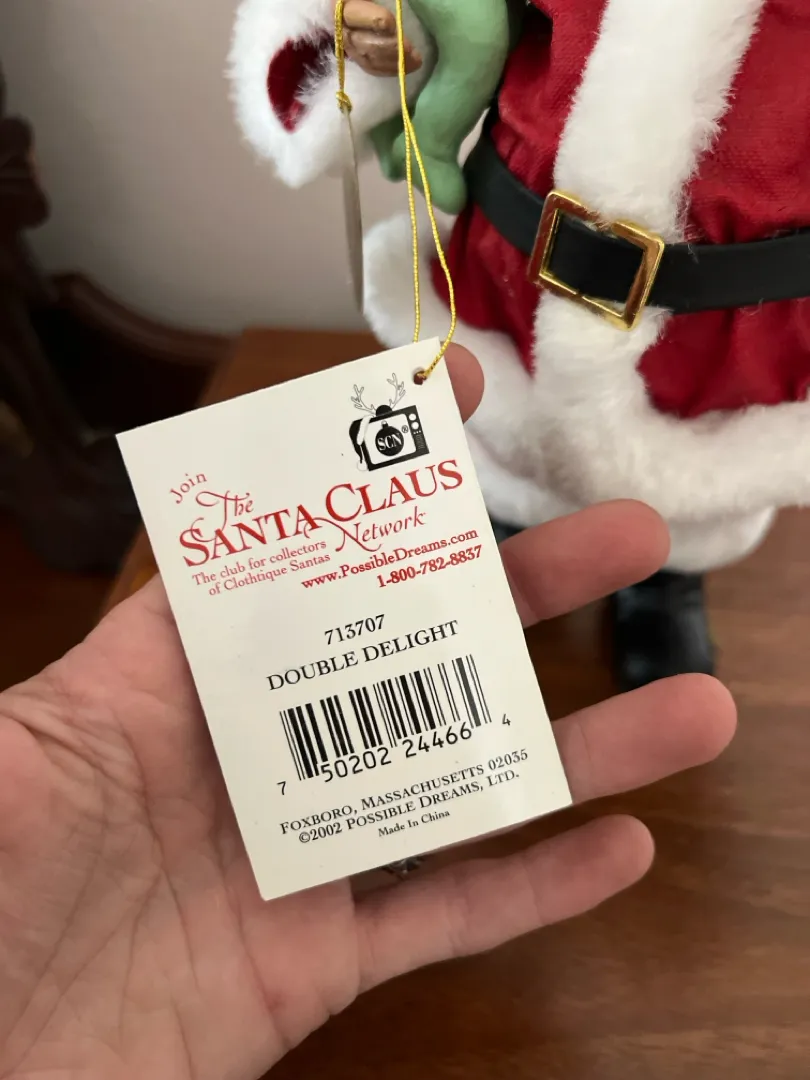 SCN®
Join
The
SANTA CLAUS
Network
The club for collectors
of Clothtique Santas
www.PossibleDreams.com
1-800-782-8837
713707
DOUBLE DELIGHT
7 50202 24466 4
FOXBORO, MASSACHUSETTS 02035
©2002 POSSIBLE DREAMS, LTD.
Made In China